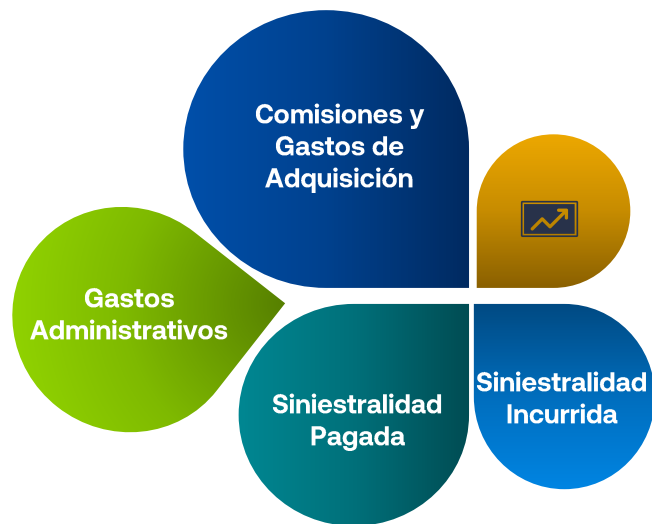 Comisiones y
Gastos de
Adquisición
Gastos
Administrativos
Siniestralidad
Pagada
Siniestralidad
Incurrida